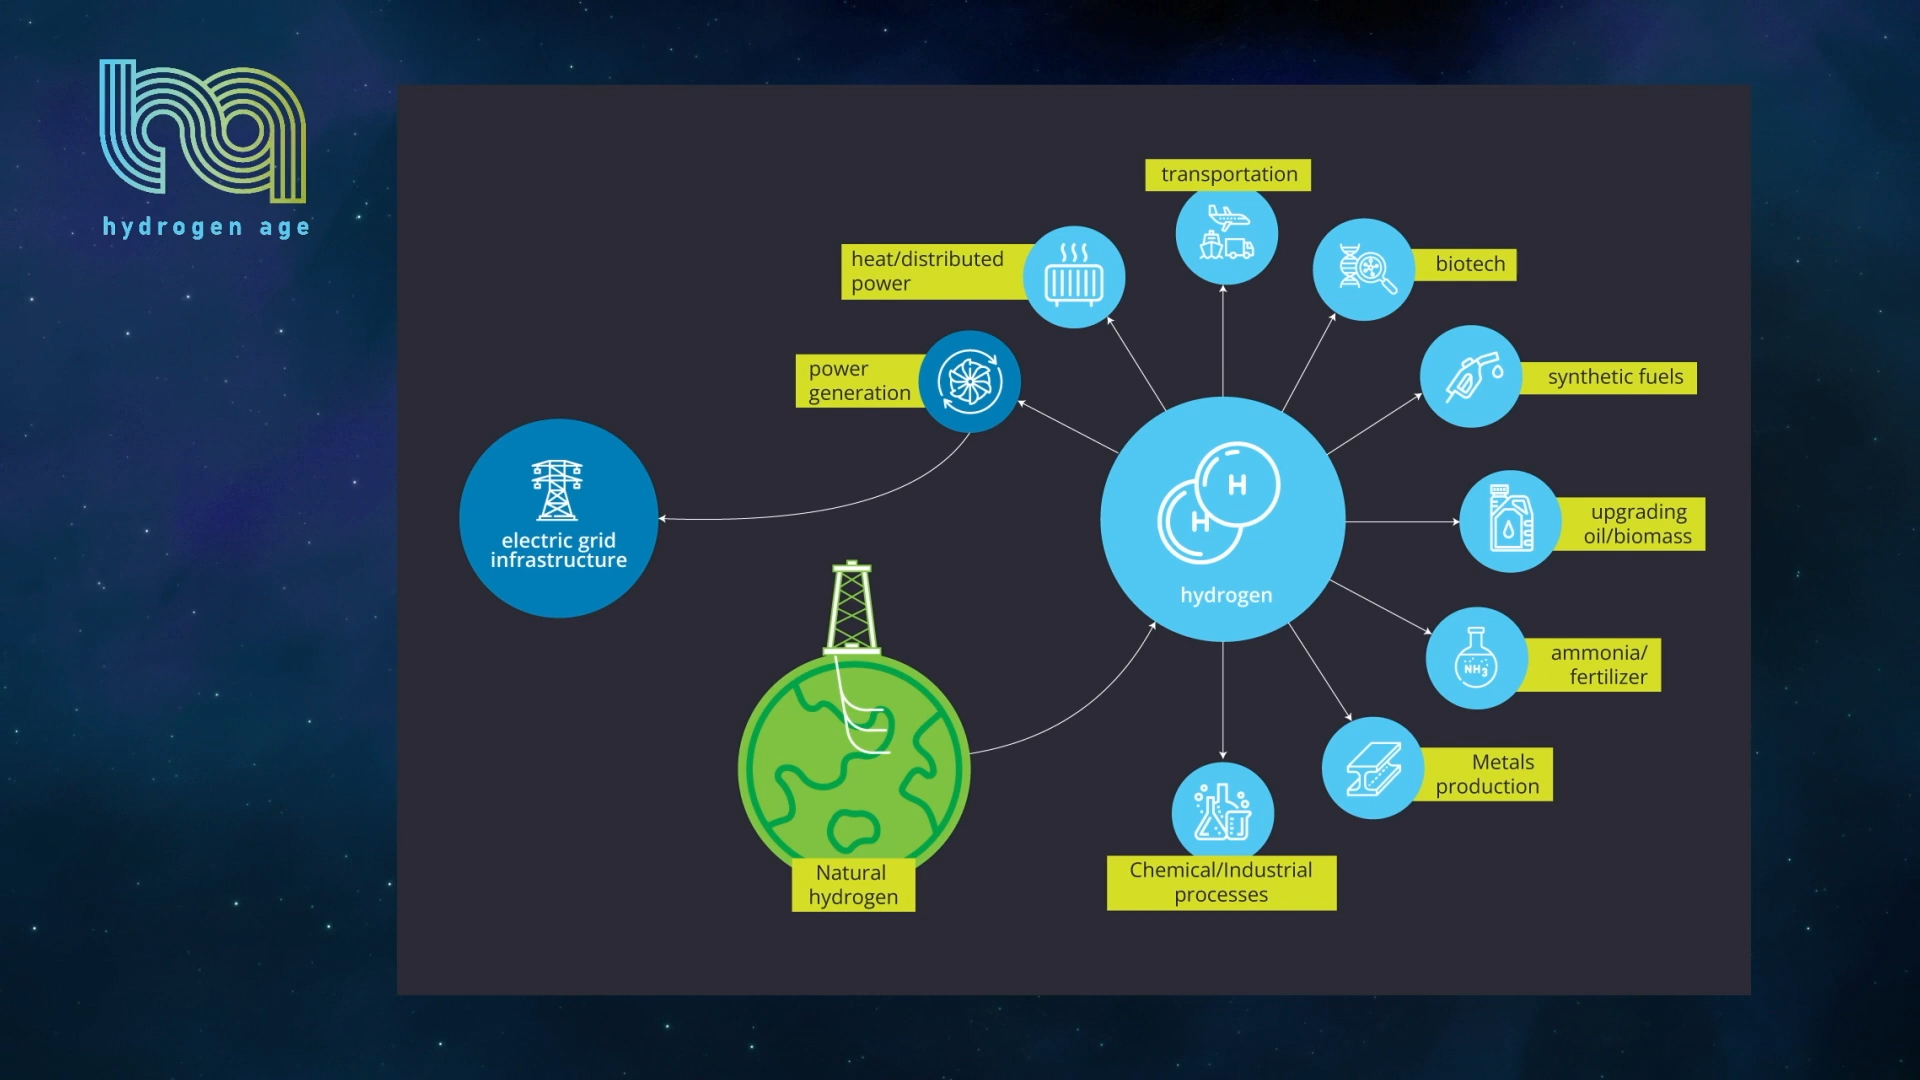 hydrogen age
transportation
heat/distributed
power
biotech
power
generation
synthetic fuels
electric grid
infrastructure
H
H
hydrogen
upgrading
oil/biomass
NH3
ammonia/
fertilizer
Metals
production
Natural
hydrogen
Chemical/Industrial
processes